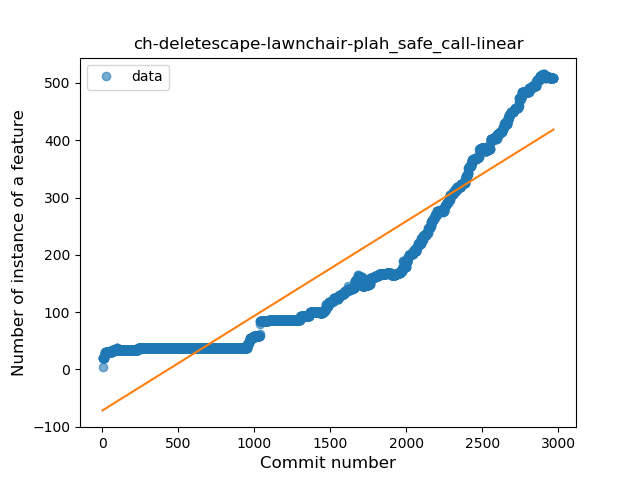 ch-deletescape-lawnchair-plah_safe_call-linear
data
Number of instance of a feature
500
400
300
200
100
0
−100
0 500 1000 1500 2000 2500 3000
Commit number